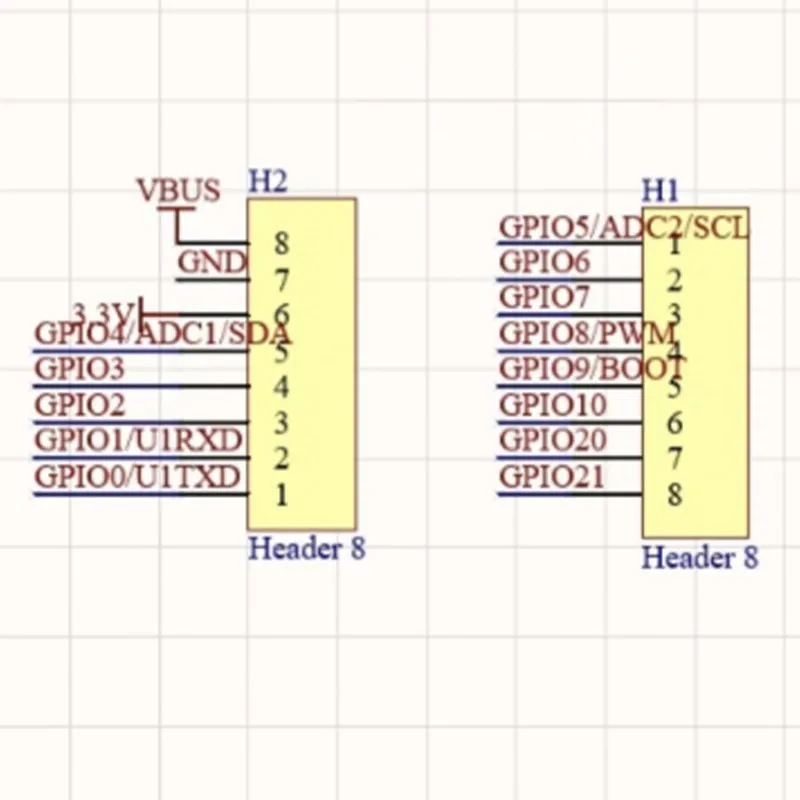 H2
VBUS
8
GND
7
3.3V
6
GPIO4/ADC1/SDA
5
GPIO3
4
GPIO2
3
GPIO1/U1RXD
2
GPIO0/U1TXD
1
Header 8
H1
GPIO5/ADC2/SCL
1
GPIO6
2
GPIO7
3
GPIO8/PWM
4
GPIO9/BOOT
5
GPIO10
6
GPIO20
7
GPIO21
8
Header 8